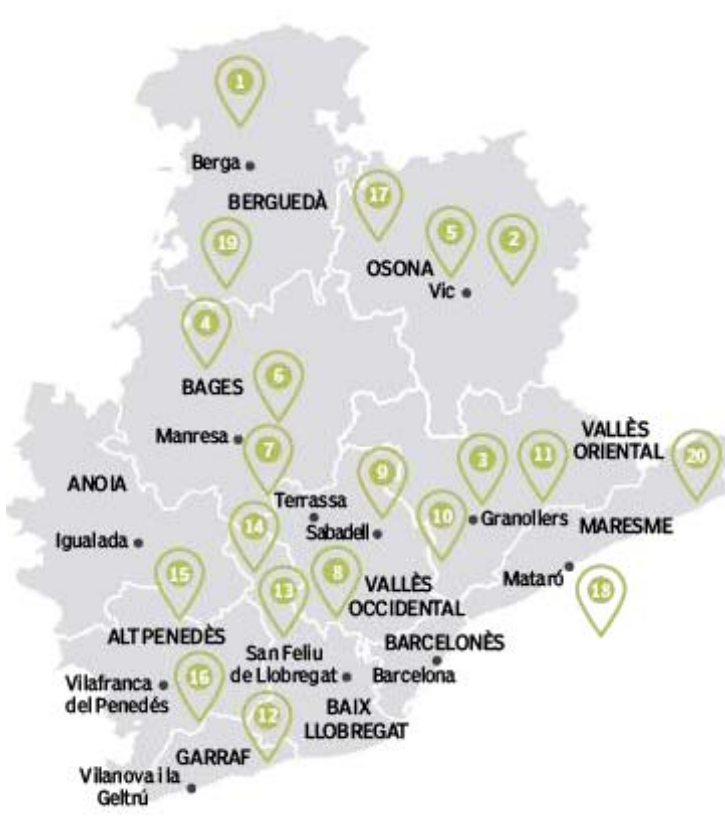 1
Berga
BERGUEDÀ
17
5
2
19
OSONA
Vic
4
BAGES
6
Manresa
7
9
3
11
VALLÈS
ORIENTAL
20
ANOIA
Terrassa
Sabadell
10
Granollers
MARESME
14
Igualada
15
13
8
VALLÈS
OCCIDENTAL
Mataró
18
ALT PENEDÈS
San Feliu
de Llobregat
BARCELONÈS
Barcelona
Vilafranca
del Penedés
16
12
BAIX
LLOBREGAT
GARRAF
Vilanova i la
Geltrú